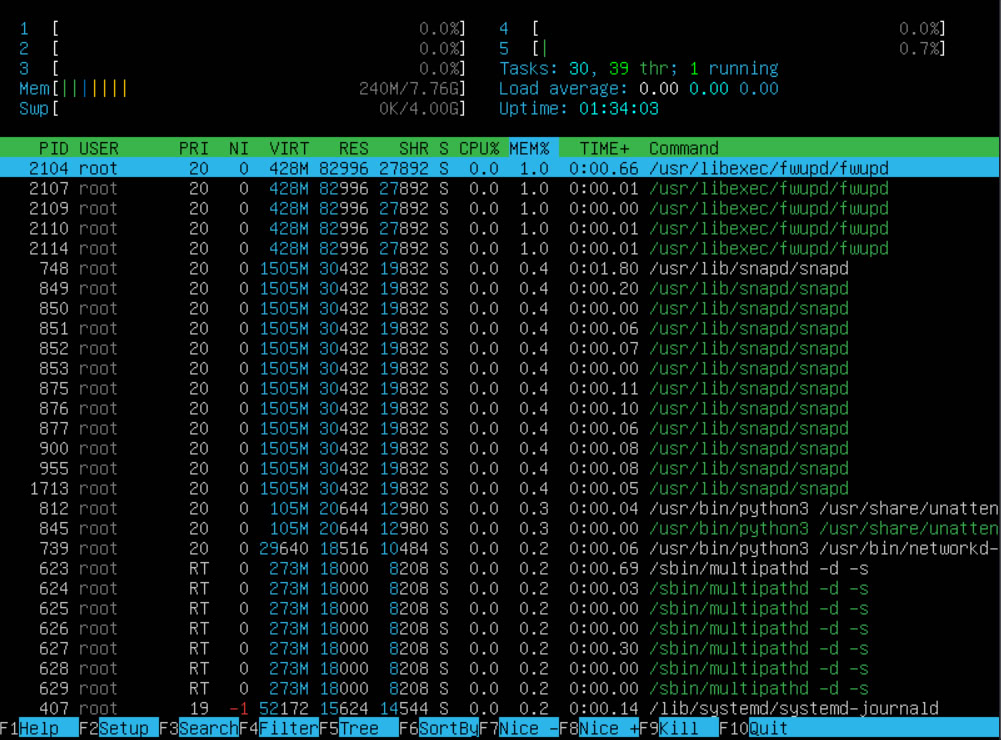 1 [ 0.0%] 4 [ 0.0%]
2 [ 0.0%] 5 [| 0.7%]
3 [ 0.0%] Tasks: 30, 39 thr; 1 running
Mem[||||||| 240M/7.76G] Load average: 0.00 0.00 0.00
Swp[ 0K/4.00G] Uptime: 01:34:03
PID USER PRI NI VIRT RES SHR S CPU% MEM% TIME+ Command
2104 root 20 0 428M 82996 27892 S 0.0 1.0 0:00.66 /usr/libexec/fwupd/fwupd
2107 root 20 0 428M 82996 27892 S 0.0 1.0 0:00.01 /usr/libexec/fwupd/fwupd
2109 root 20 0 428M 82996 27892 S 0.0 1.0 0:00.00 /usr/libexec/fwupd/fwupd
2110 root 20 0 428M 82996 27892 S 0.0 1.0 0:00.01 /usr/libexec/fwupd/fwupd
2114 root 20 0 428M 82996 27892 S 0.0 1.0 0:00.01 /usr/libexec/fwupd/fwupd
748 root 20 0 1505M 30432 19832 S 0.0 0.4 0:01.80 /usr/lib/snapd/snapd
849 root 20 0 1505M 30432 19832 S 0.0 0.4 0:00.20 /usr/lib/snapd/snapd
850 root 20 0 1505M 30432 19832 S 0.0 0.4 0:00.00 /usr/lib/snapd/snapd
851 root 20 0 1505M 30432 19832 S 0.0 0.4 0:00.06 /usr/lib/snapd/snapd
852 root 20 0 1505M 30432 19832 S 0.0 0.4 0:00.07 /usr/lib/snapd/snapd
853 root 20 0 1505M 30432 19832 S 0.0 0.4 0:00.00 /usr/lib/snapd/snapd
875 root 20 0 1505M 30432 19832 S 0.0 0.4 0:00.11 /usr/lib/snapd/snapd
876 root 20 0 1505M 30432 19832 S 0.0 0.4 0:00.10 /usr/lib/snapd/snapd
877 root 20 0 1505M 30432 19832 S 0.0 0.4 0:00.06 /usr/lib/snapd/snapd
900 root 20 0 1505M 30432 19832 S 0.0 0.4 0:00.08 /usr/lib/snapd/snapd
955 root 20 0 1505M 30432 19832 S 0.0 0.4 0:00.08 /usr/lib/snapd/snapd
1713 root 20 0 1505M 30432 19832 S 0.0 0.4 0:00.05 /usr/lib/snapd/snapd
812 root 20 0 105M 20644 12980 S 0.0 0.3 0:00.04 /usr/bin/python3 /usr/share/unatten
845 root 20 0 105M 20644 12980 S 0.0 0.3 0:00.00 /usr/bin/python3 /usr/share/unatten
739 root 20 0 29640 18516 10484 S 0.0 0.2 0:00.06 /usr/bin/python3 /usr/bin/networkd-
623 root RT 0 273M 18000 8208 S 0.0 0.2 0:00.69 /sbin/multipathd -d -s
624 root RT 0 273M 18000 8208 S 0.0 0.2 0:00.03 /sbin/multipathd -d -s
625 root RT 0 273M 18000 8208 S 0.0 0.2 0:00.00 /sbin/multipathd -d -s
626 root RT 0 273M 18000 8208 S 0.0 0.2 0:00.00 /sbin/multipathd -d -s
627 root RT 0 273M 18000 8208 S 0.0 0.2 0:00.30 /sbin/multipathd -d -s
628 root RT 0 273M 18000 8208 S 0.0 0.2 0:00.00 /sbin/multipathd -d -s
629 root RT 0 273M 18000 8208 S 0.0 0.2 0:00.00 /sbin/multipathd -d -s
407 root 19 -1 52172 15624 14544 S 0.0 0.2 0:00.14 /lib/systemd/systemd-journald
F1Help F2Setup F3SearchF4FilterF5Tree F6SortByF7Nice -F8Nice +F9Kill F10Quit